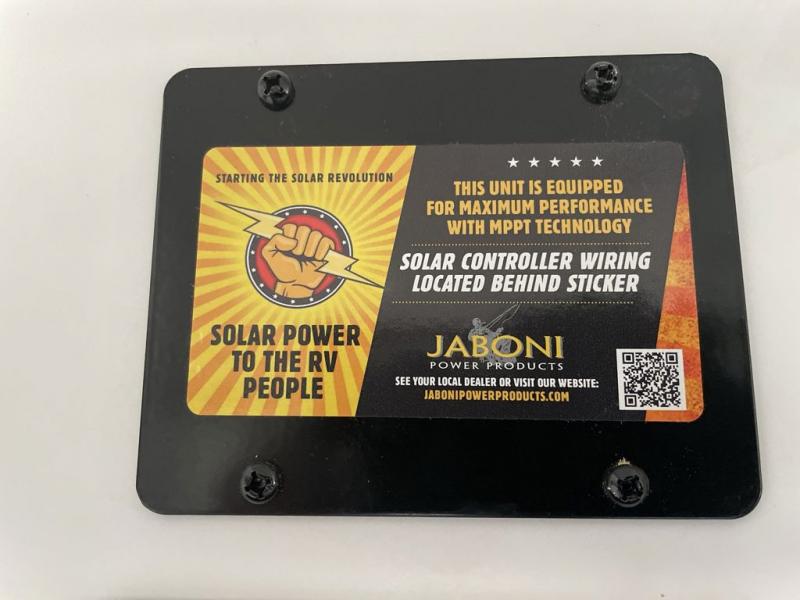 STARTING THE SOLAR REVOLUTION
SOLAR POWER
TO THE RV
PEOPLE
THIS UNIT IS EQUIPPED
FOR MAXIMUM PERFORMANCE
WITH MPPT TECHNOLOGY
SOLAR CONTROLLER WIRING
LOCATED BEHIND STICKER
JABONI
POWER PRODUCTS
SEE YOUR LOCAL DEALER OR VISIT OUR WEBSITE:
JABONIPOWERPRODUCTS.COM